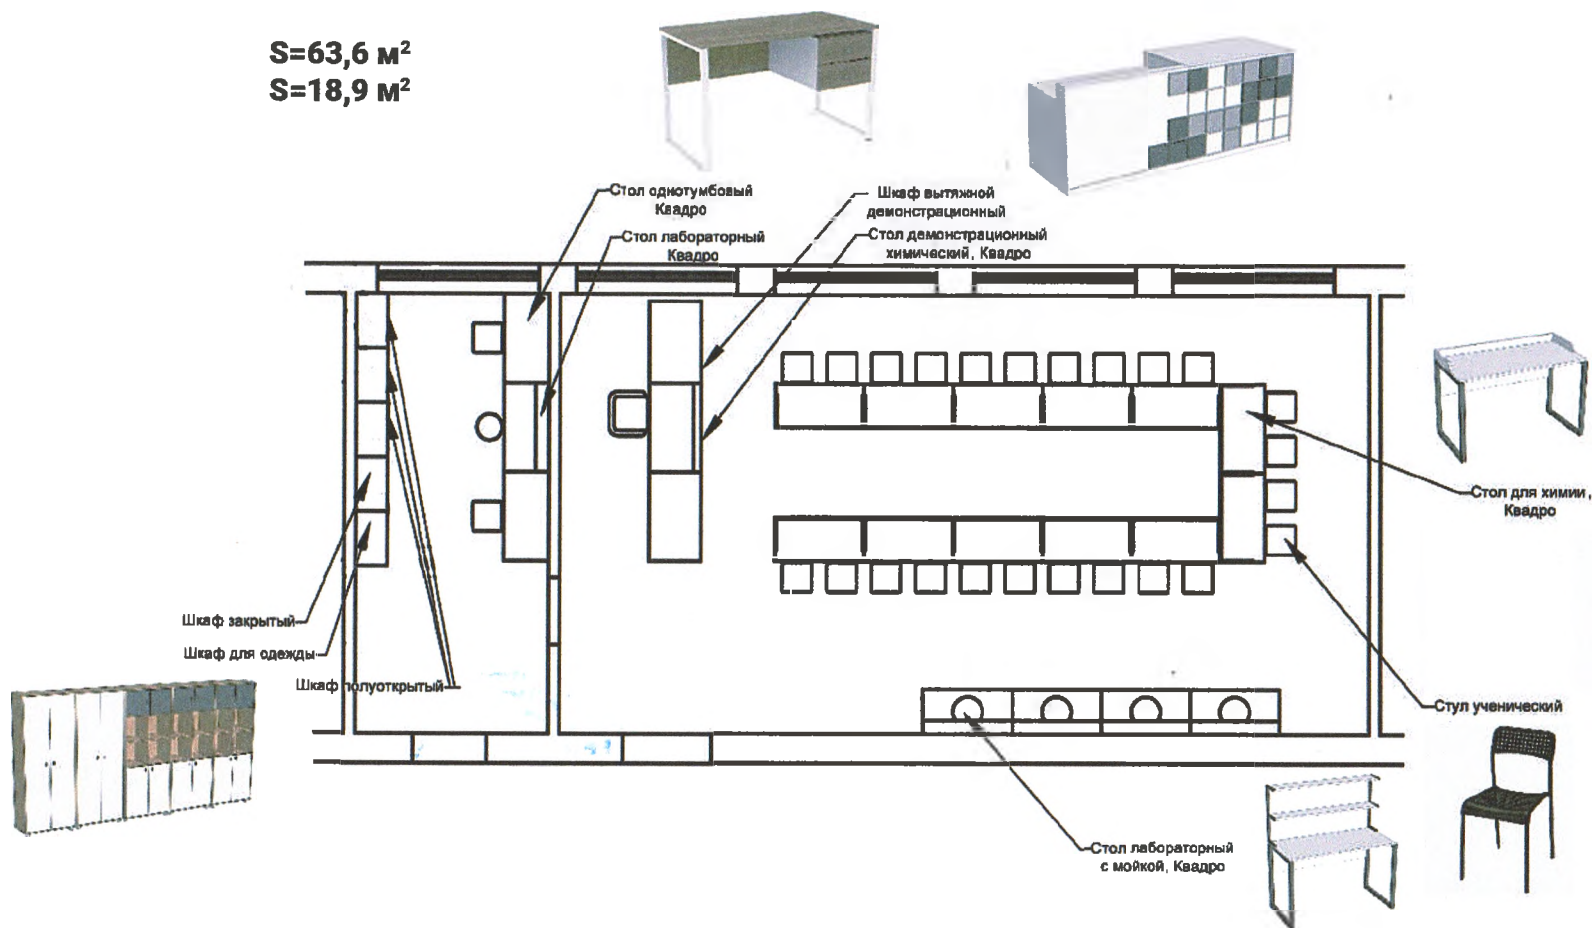 S=63,6 м²
S=18,9 м²
Стол однотумбовый
Квадро
Стол лабораторный
Квадро
Шкаф вытяжной
демонстрационный
Стол демонстрационный
химический, Квадро
Стол для химии,
Квадро
Шкаф закрытый
Шкаф для одежды
Шкаф полуоткрытый
Стул ученический
Стол лабораторный
с мойкой, Квадро